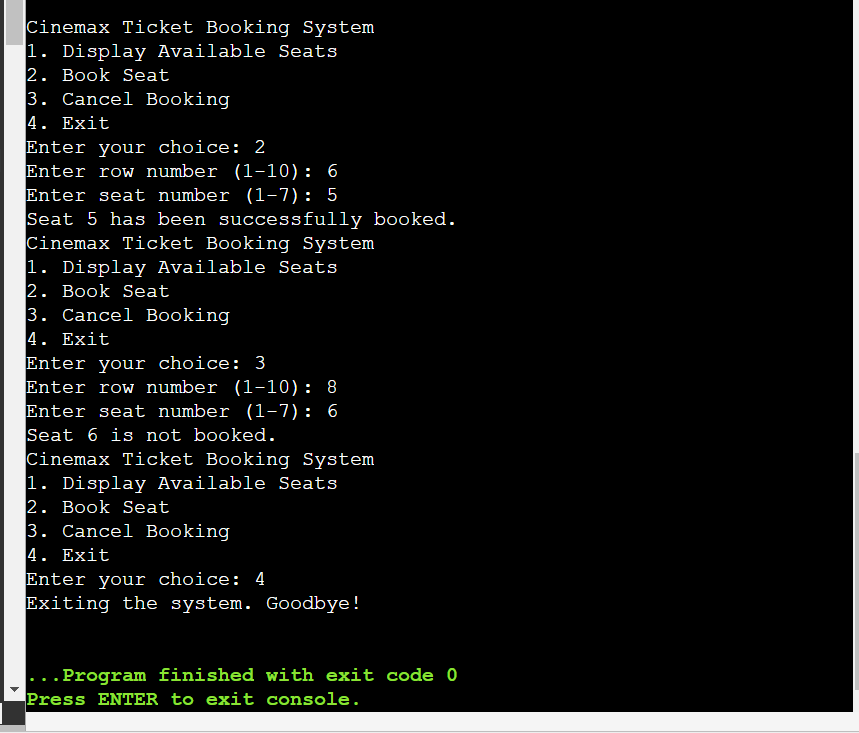 Cinemax Ticket Booking System
1. Display Available Seats
2. Book Seat
3. Cancel Booking
4. Exit
Enter your choice: 2
Enter row number (1-10): 6
Enter seat number (1-7): 5
Seat 5 has been successfully booked.
Cinemax Ticket Booking System
1. Display Available Seats
2. Book Seat
3. Cancel Booking
4. Exit
Enter your choice: 3
Enter row number (1-10): 8
Enter seat number (1-7): 6
Seat 6 is not booked.
Cinemax Ticket Booking System
1. Display Available Seats
2. Book Seat
3. Cancel Booking
4. Exit
Enter your choice: 4
Exiting the system. Goodbye!
...Program finished with exit code 0
Press ENTER to exit console.